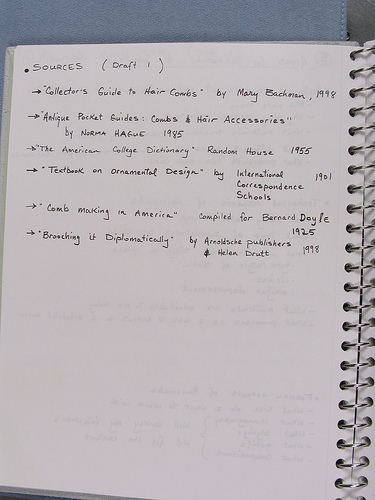 • SOURCES (Draft : 1)
→ "Collector's Guide to Hair Combs" by Mary Bachman, 1998
→ "Antique Pocket Guides: Combs & Hair Accessories"
by NORMA HAGUE 1985
→ "The American College Dictionary" Random House 1955
→ "Textbook on Ornamental Design" by International 1901
Correspondence
Schools
→ "Comb making in America" compiled for Bernard Doyle
1925
→ "Brooching it Diplomatically" by Arnoldsche publishers
& Helen Drutt 1998